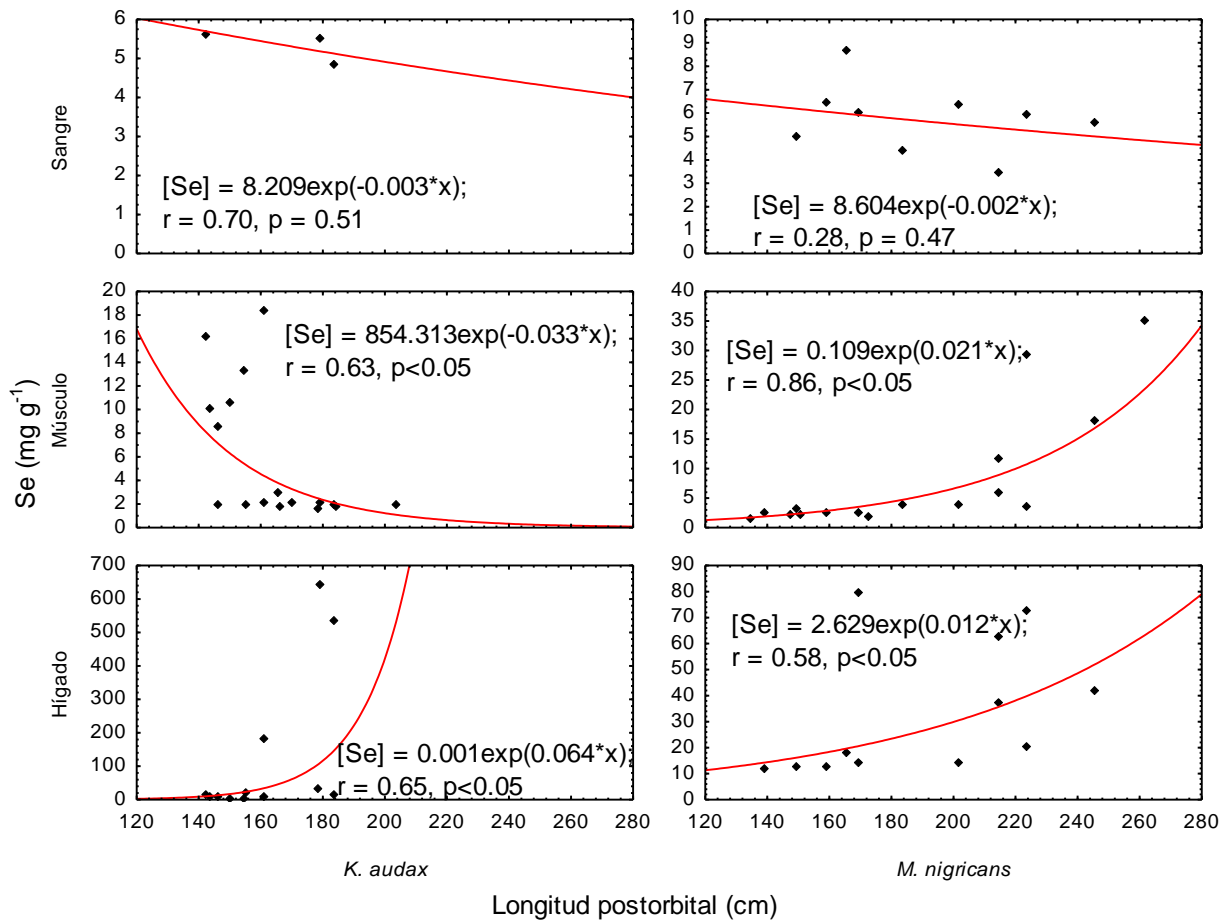 6
5
4
3
2
1
0
Sangre
[Se] = 8.209exp(-0.003*x);
r = 0.70, p = 0.51
10
9
8
7
6
5
4
3
2
1
0
[Se] = 8.604exp(-0.002*x);
r = 0.28, p = 0.47
Se (mg g-1)
20
18
16
14
12
10
8
6
4
2
0
Músculo
[Se] = 854.313exp(-0.033*x);
r = 0.63, p<0.05
40
35
30
25
20
15
10
5
0
[Se] = 0.109exp(0.021*x);
r = 0.86, p<0.05
700
600
500
400
300
200
100
0
Hígado
[Se] = 0.001exp(0.064*x);
r = 0.65, p<0.05
90
80
70
60
50
40
30
20
10
0
[Se] = 2.629exp(0.012*x);
r = 0.58, p<0.05
120 140 160 180 200 220 240 260 280
120 140 160 180 200 220 240 260 280
K. audax
M. nigricans
Longitud postorbital (cm)